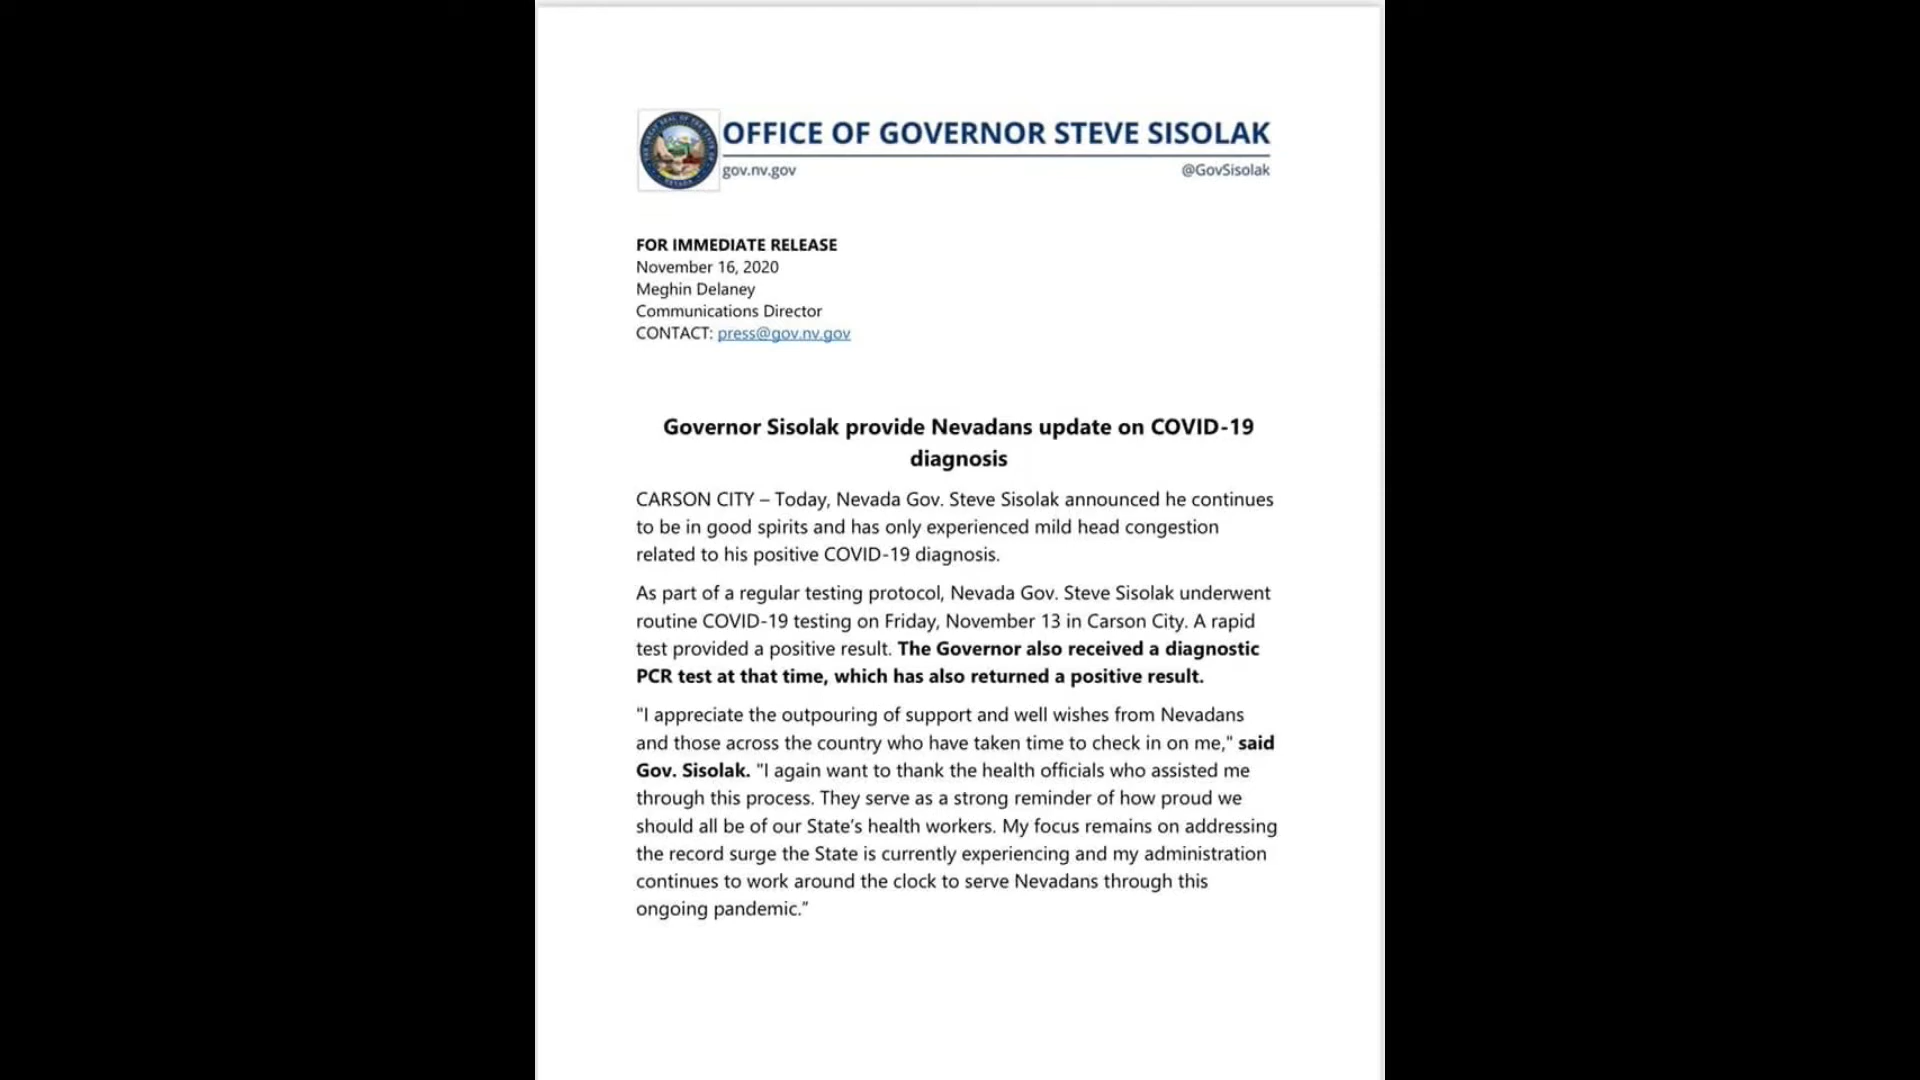 OFFICE OF GOVERNOR STEVE SISOLAK
gov.nv.gov @GovSisolak
FOR IMMEDIATE RELEASE
November 16, 2020
Meghin Delaney
Communications Director
CONTACT: press@gov.nv.gov
Governor Sisolak provide Nevadans update on COVID-19
diagnosis
CARSON CITY – Today, Nevada Gov. Steve Sisolak announced he continues
to be in good spirits and has only experienced mild head congestion
related to his positive COVID-19 diagnosis.
As part of a regular testing protocol, Nevada Gov. Steve Sisolak underwent
routine COVID-19 testing on Friday, November 13 in Carson City. A rapid
test provided a positive result. The Governor also received a diagnostic
PCR test at that time, which has also returned a positive result.
"I appreciate the outpouring of support and well wishes from Nevadans
and those across the country who have taken time to check in on me," said
Gov. Sisolak. "I again want to thank the health officials who assisted me
through this process. They serve as a strong reminder of how proud we
should all be of our State’s health workers. My focus remains on addressing
the record surge the State is currently experiencing and my administration
continues to work around the clock to serve Nevadans through this
ongoing pandemic.”